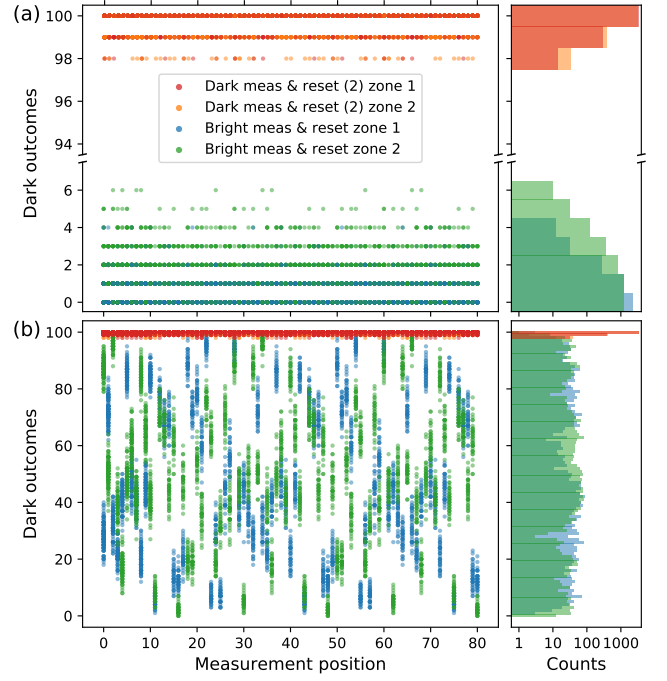 (a)
100
98
96
94
6
4
2
0
Dark outcomes
Dark meas & reset (2) zone 1
Dark meas & reset (2) zone 2
Bright meas & reset zone 1
Bright meas & reset zone 2
(b)
100
80
60
40
20
0
Dark outcomes
0 10 20 30 40 50 60 70 80
1 10 100 1000
Measurement position
Counts